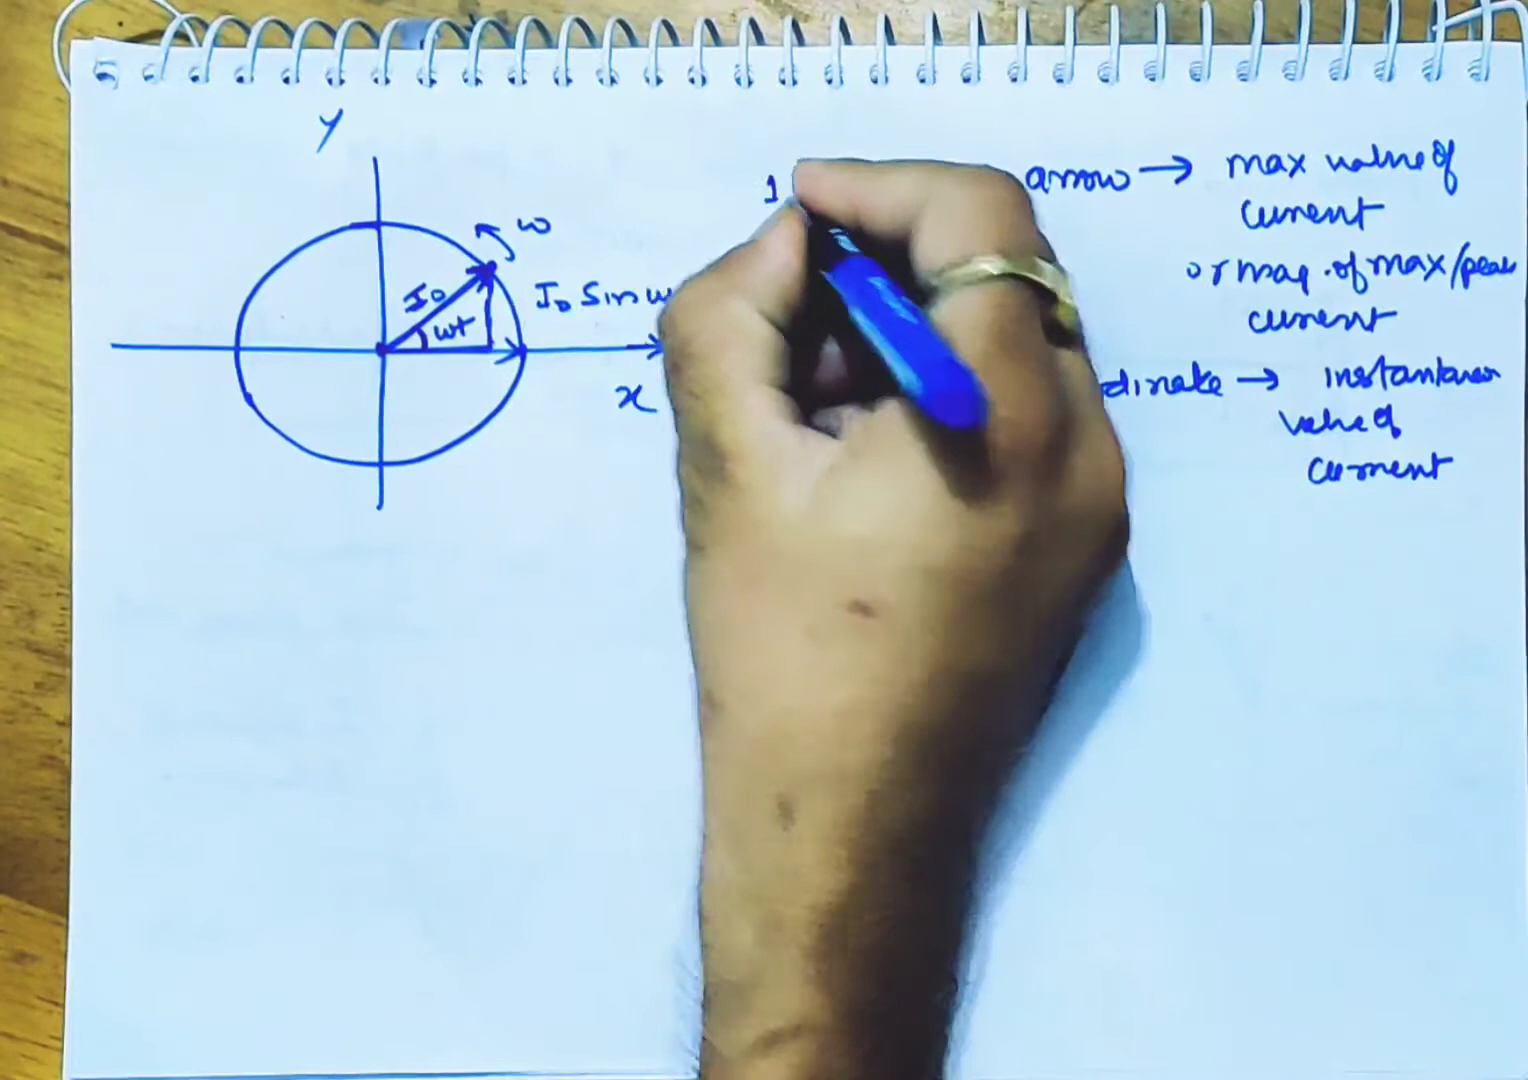 Y
ω
I₀
ωt
I₀ Sin ω
x
1
arrow → max value of
current
or mag. of max/peak
current
dinate → instantaneous
value of
current